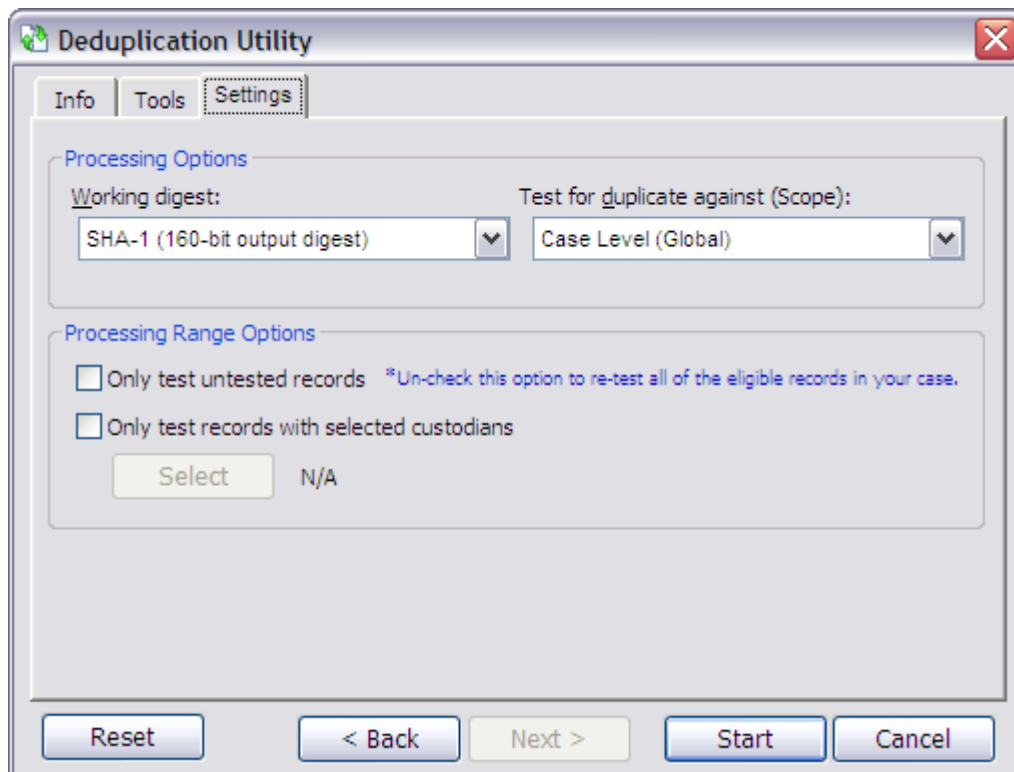 Deduplication Utility
Info Tools Settings
Processing Options
Working digest: Test for duplicate against (Scope):
SHA-1 (160-bit output digest) Case Level (Global)
Processing Range Options
Only test untested records *Un-check this option to re-test all of the eligible records in your case.
Only test records with selected custodians
Select N/A
Reset < Back Next > Start Cancel